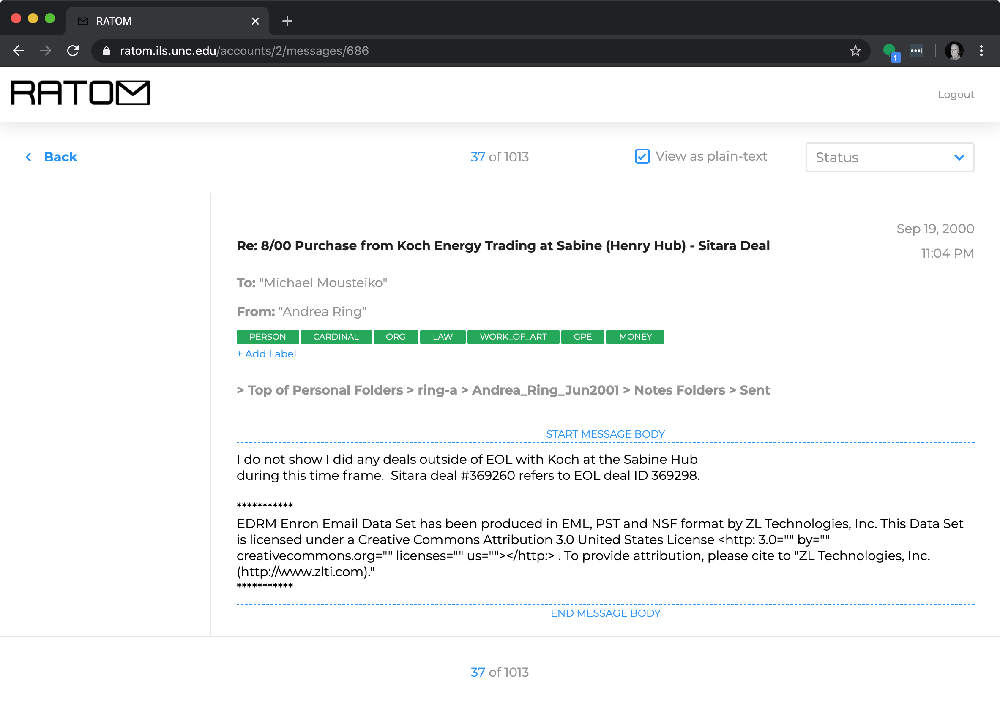 RATOM
ratom.ils.unc.edu/accounts/2/messages/686
1
RATOM
Logout
Back
37 of 1013
View as plain-text
Status
Sep 19, 2000
Re: 8/00 Purchase from Koch Energy Trading at Sabine (Henry Hub) - Sitara Deal
11:04 PM
To: "Michael Mousteiko"
From: "Andrea Ring"
PERSON CARDINAL ORG LAW WORK_OF_ART GPE MONEY
+ Add Label
> Top of Personal Folders > ring-a > Andrea_Ring_Jun2001 > Notes Folders > Sent
START MESSAGE BODY
I do not show I did any deals outside of EOL with Koch at the Sabine Hub
during this time frame.  Sitara deal #369260 refers to EOL deal ID 369298.
***********
EDRM Enron Email Data Set has been produced in EML, PST and NSF format by ZL Technologies, Inc. This Data Set
is licensed under a Creative Commons Attribution 3.0 United States License <http: 3.0="" by=""
creativecommons.org="" licenses="" us=""></http:> . To provide attribution, please cite to "ZL Technologies, Inc.
(http://www.zlti.com)."
***********
END MESSAGE BODY
37 of 1013